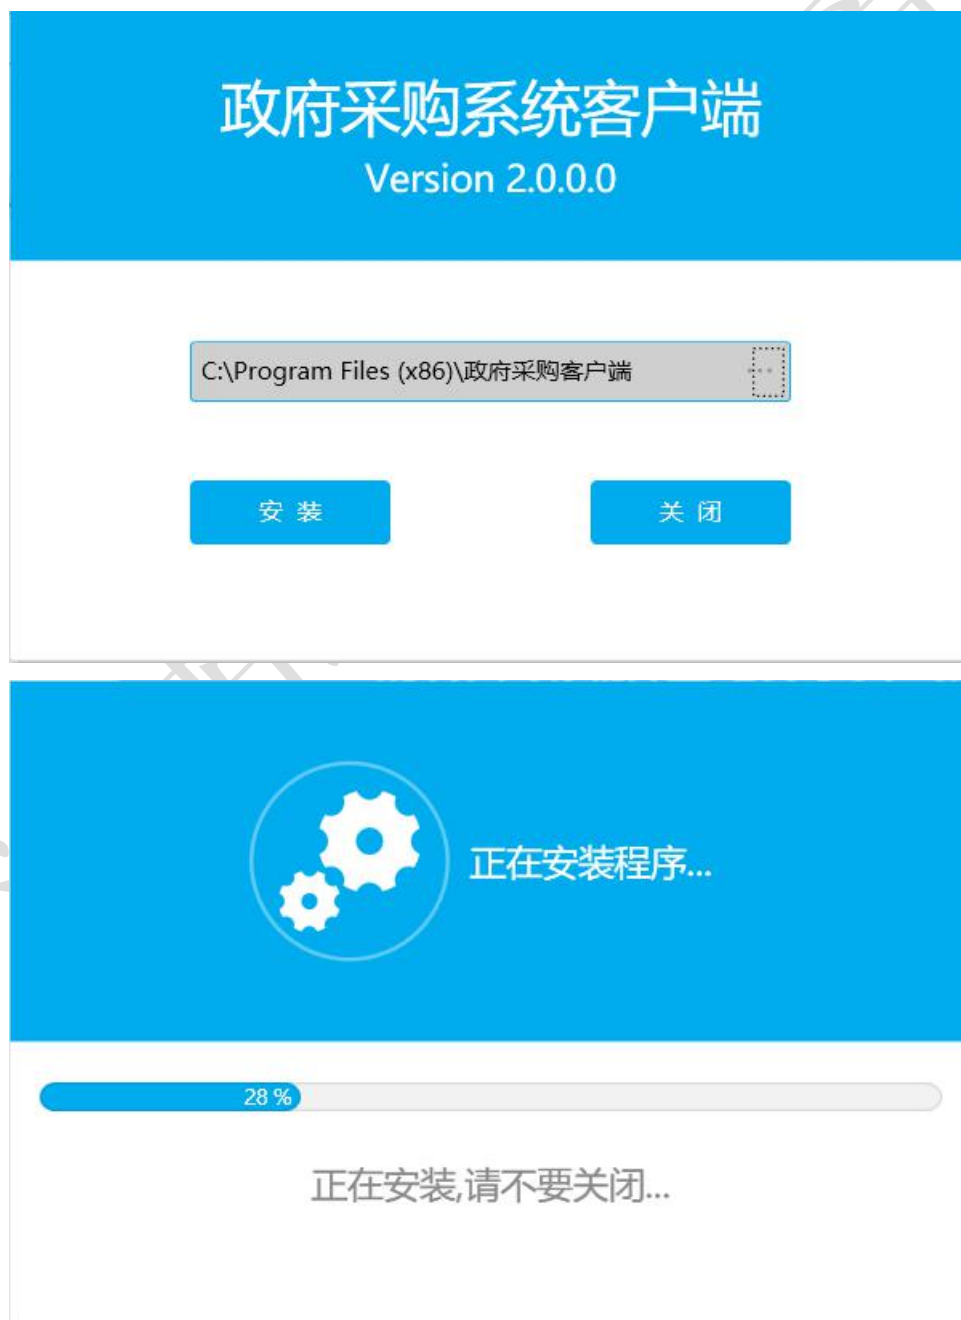 政府采购系统客户端
Version 2.0.0.0
C:\Program Files (x86)\政府采购客户端 ...
安 装 关 闭
正在安装程序...
28 %
正在安装,请不要关闭...